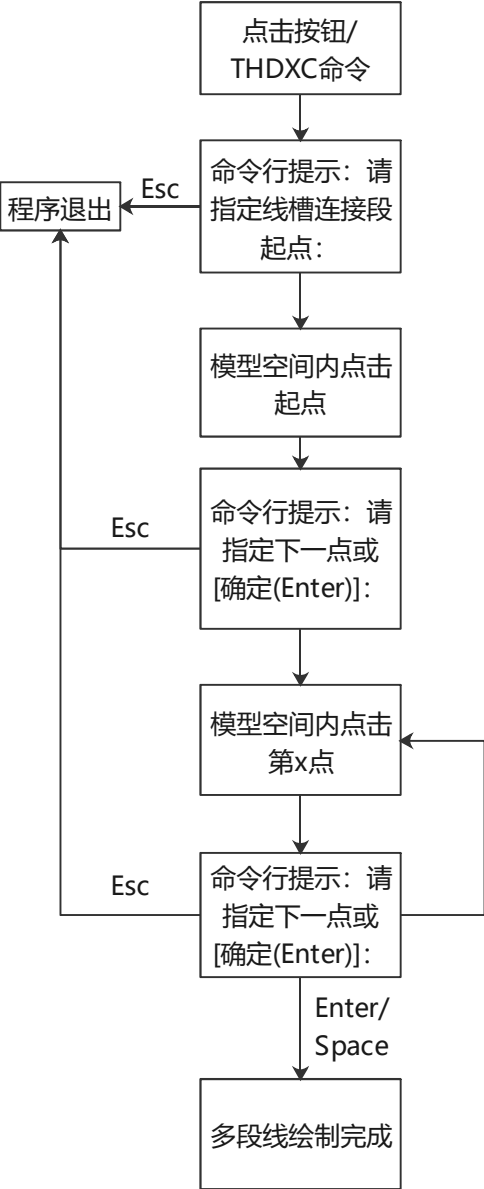 点击按钮/
THDXC命令
命令行提示：请
指定线槽连接段
起点：
Esc
程序退出
模型空间内点击
起点
命令行提示：请
指定下一点或
[确定(Enter)]：
Esc
模型空间内点击
第x点
命令行提示：请
指定下一点或
[确定(Enter)]：
Esc
Enter/
Space
多段线绘制完成